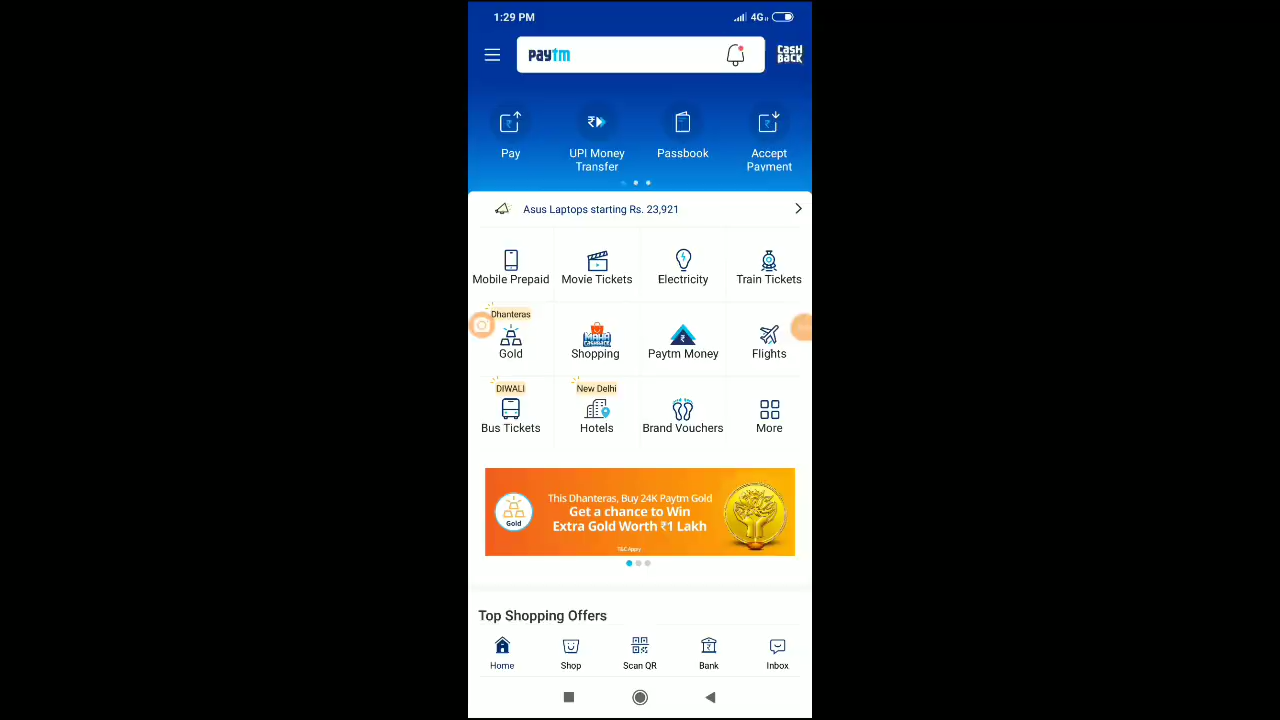 1:29 PM
4G
paytm
CASH
BACK
Pay
UPI Money
Transfer
Passbook
Accept
Payment
Asus Laptops starting Rs. 23,921
Mobile Prepaid
Movie Tickets
Electricity
Train Tickets
Dhanteras
Gold
MAHA
CASHBACK
Shopping
Paytm Money
Flights
DIWALI
Bus Tickets
New Delhi
Hotels
Brand Vouchers
More
Gold
This Dhanteras, Buy 24K Paytm Gold
Get a chance to Win
Extra Gold Worth ₹1 Lakh
T&C Apply
Top Shopping Offers
Home
Shop
Scan QR
Bank
Inbox